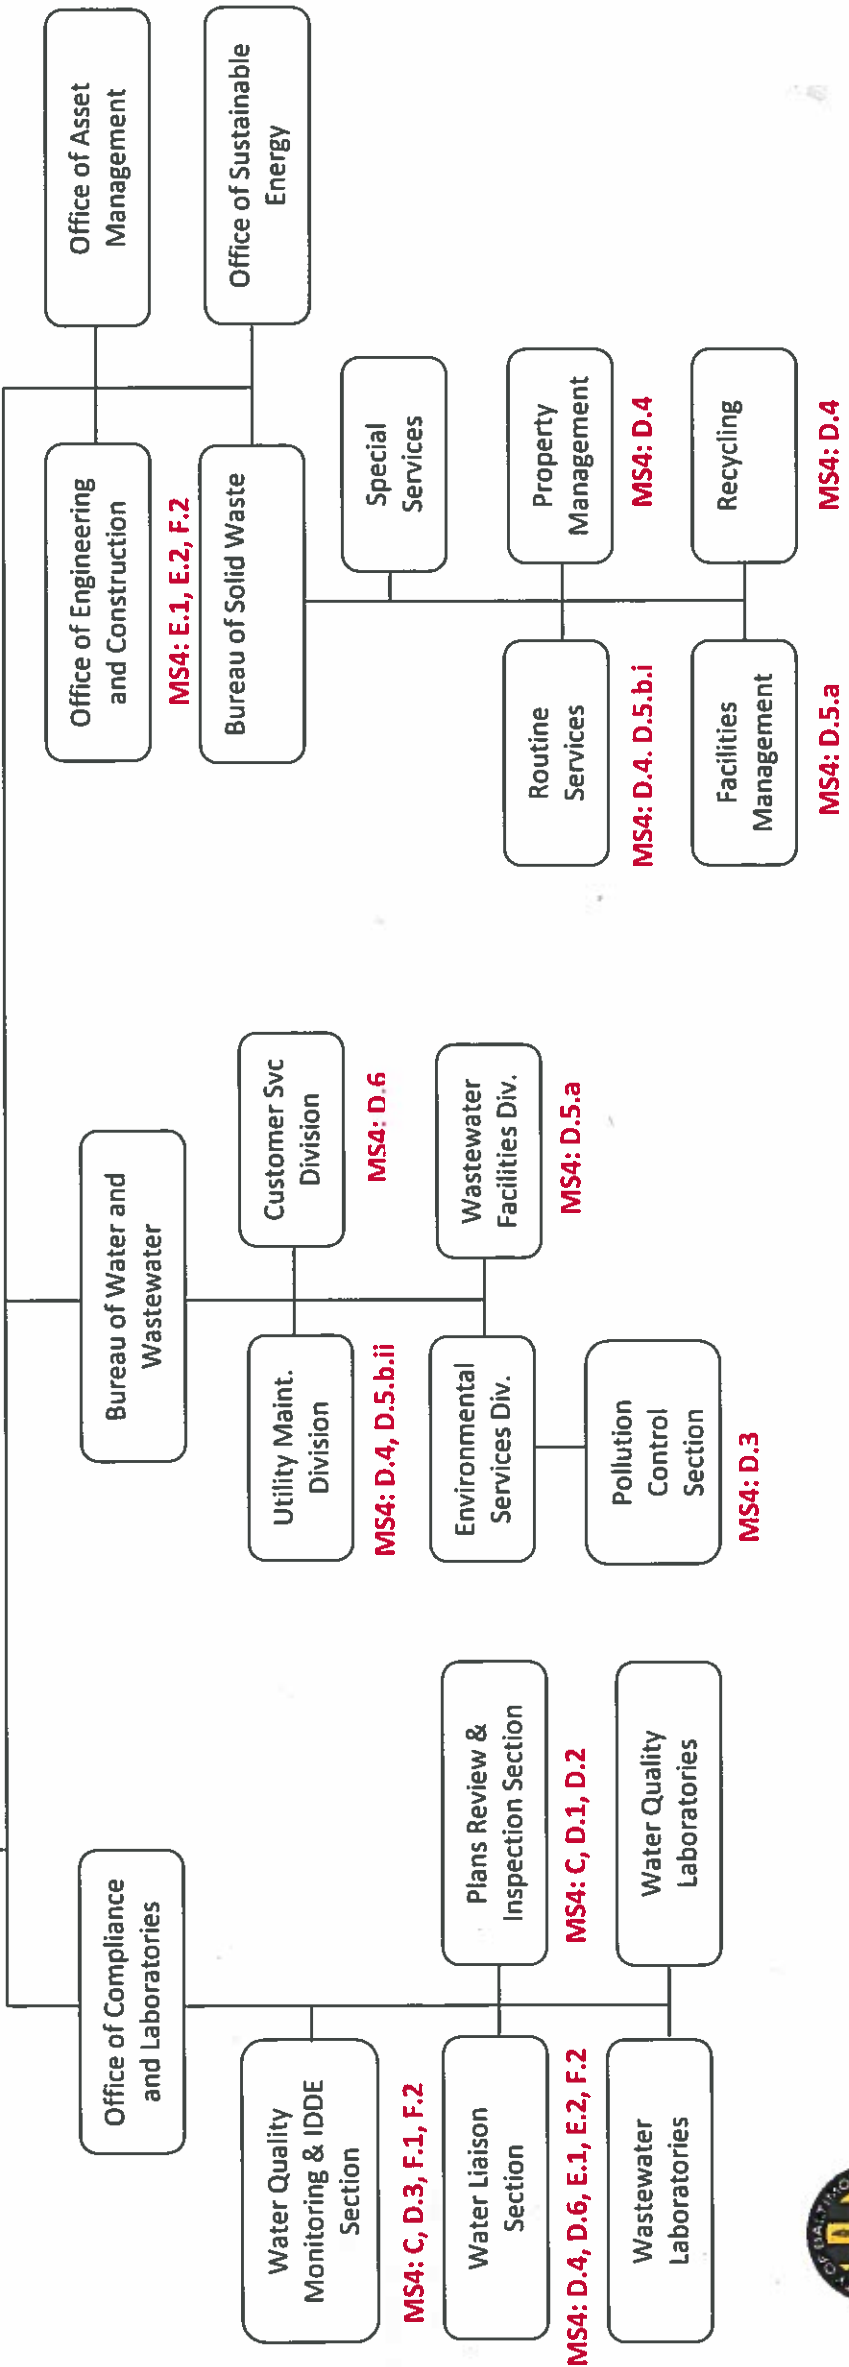 Office of Compliance
and Laboratories
Water Quality
Monitoring & IDDE
Section
MS4: C, D.3, F.1, F.2
Water Liaison
Section
MS4: D.4, D.6, E.1, E.2, F.2
Plans Review &
Inspection Section
MS4: C, D.1, D.2
Wastewater
Laboratories
Water Quality
Laboratories
Bureau of Water and
Wastewater
Utility Maint.
Division
MS4: D.4, D.5.b.ii
Customer Svc
Division
MS4: D.6
Environmental
Services Div.
Wastewater
Facilities Div.
MS4: D.5.a
Pollution
Control
Section
MS4: D.3
Office of Engineering
and Construction
MS4: E.1, E.2, F.2
Office of Asset
Management
Bureau of Solid Waste
Office of Sustainable
Energy
Special
Services
Routine
Services
MS4: D.4. D.5.b.i
Property
Management
MS4: D.4
Facilities
Management
MS4: D.5.a
Recycling
MS4: D.4